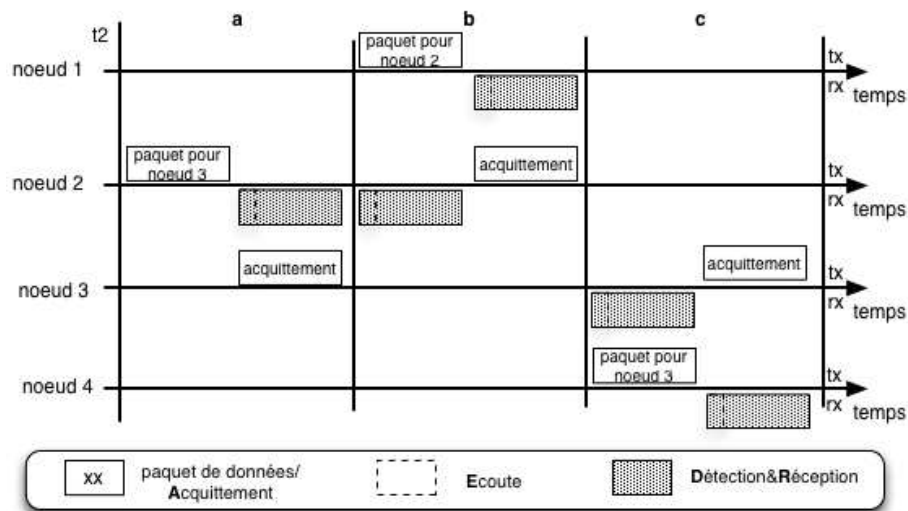 t2
a
b
c
paquet pour
noeud 2
noeud 1
tx
rx
temps
paquet pour
noeud 3
acquittement
noeud 2
tx
rx
temps
acquittement
acquittement
noeud 3
tx
rx
temps
paquet pour
noeud 3
noeud 4
tx
rx
temps
xx
paquet de données/
Acquittement
Ecoute
Détection&Réception